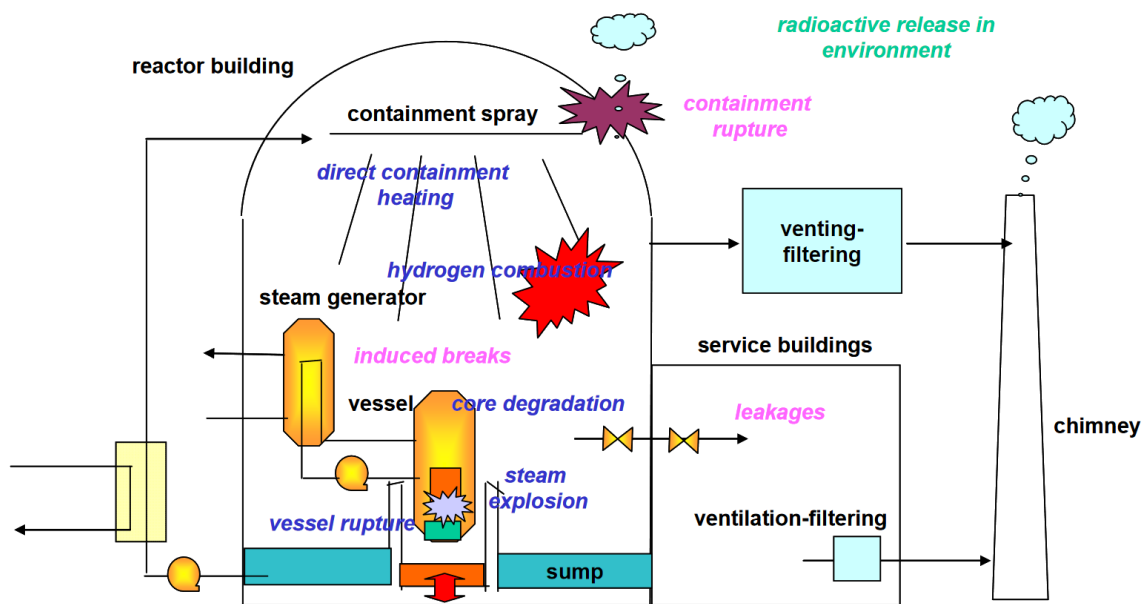 radioactive release in
environment
reactor building
containment spray
containment
rupture
direct containment
heating
venting-
filtering
hydrogen combustion
steam generator
induced breaks
service buildings
vessel
core degradation
leakages
chimney
steam
explosion
vessel rupture
ventilation-filtering
sump